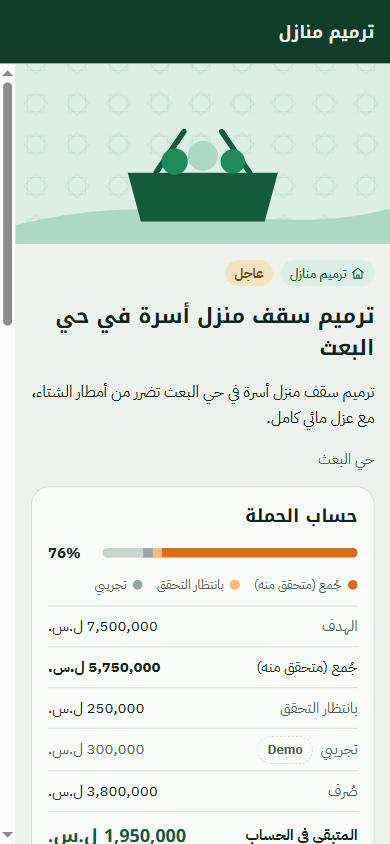 ترميم منازل
ترميم منازل
عاجل
ترميم سقف منزل أسرة في حي
البعث
ترميم سقف منزل أسرة في حي البعث تضرر من أمطار الشتاء،
مع عزل مائي كامل.
حي البعث
حساب الحملة
76%
جُمع (متحقق منه)
بانتظار التحقق
تجريبي
الهدف 7,500,000 ل.س.
جُمع (متحقق منه) 5,750,000 ل.س.
بانتظار التحقق 250,000 ل.س.
تجريبي Demo 300,000 ل.س.
صُرف 3,800,000 ل.س.
المتبقي في الحساب 1,950,000 ل.س.